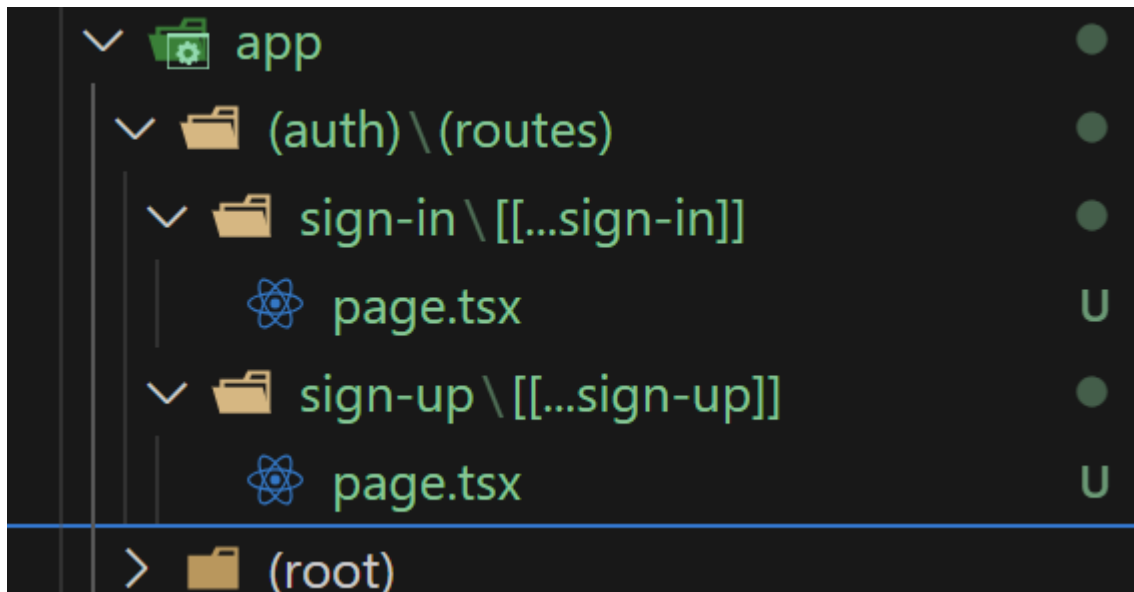 app
(auth)\(routes)
sign-in\[[...sign-in]]
page.tsx U
sign-up\[[...sign-up]]
page.tsx U
(root)